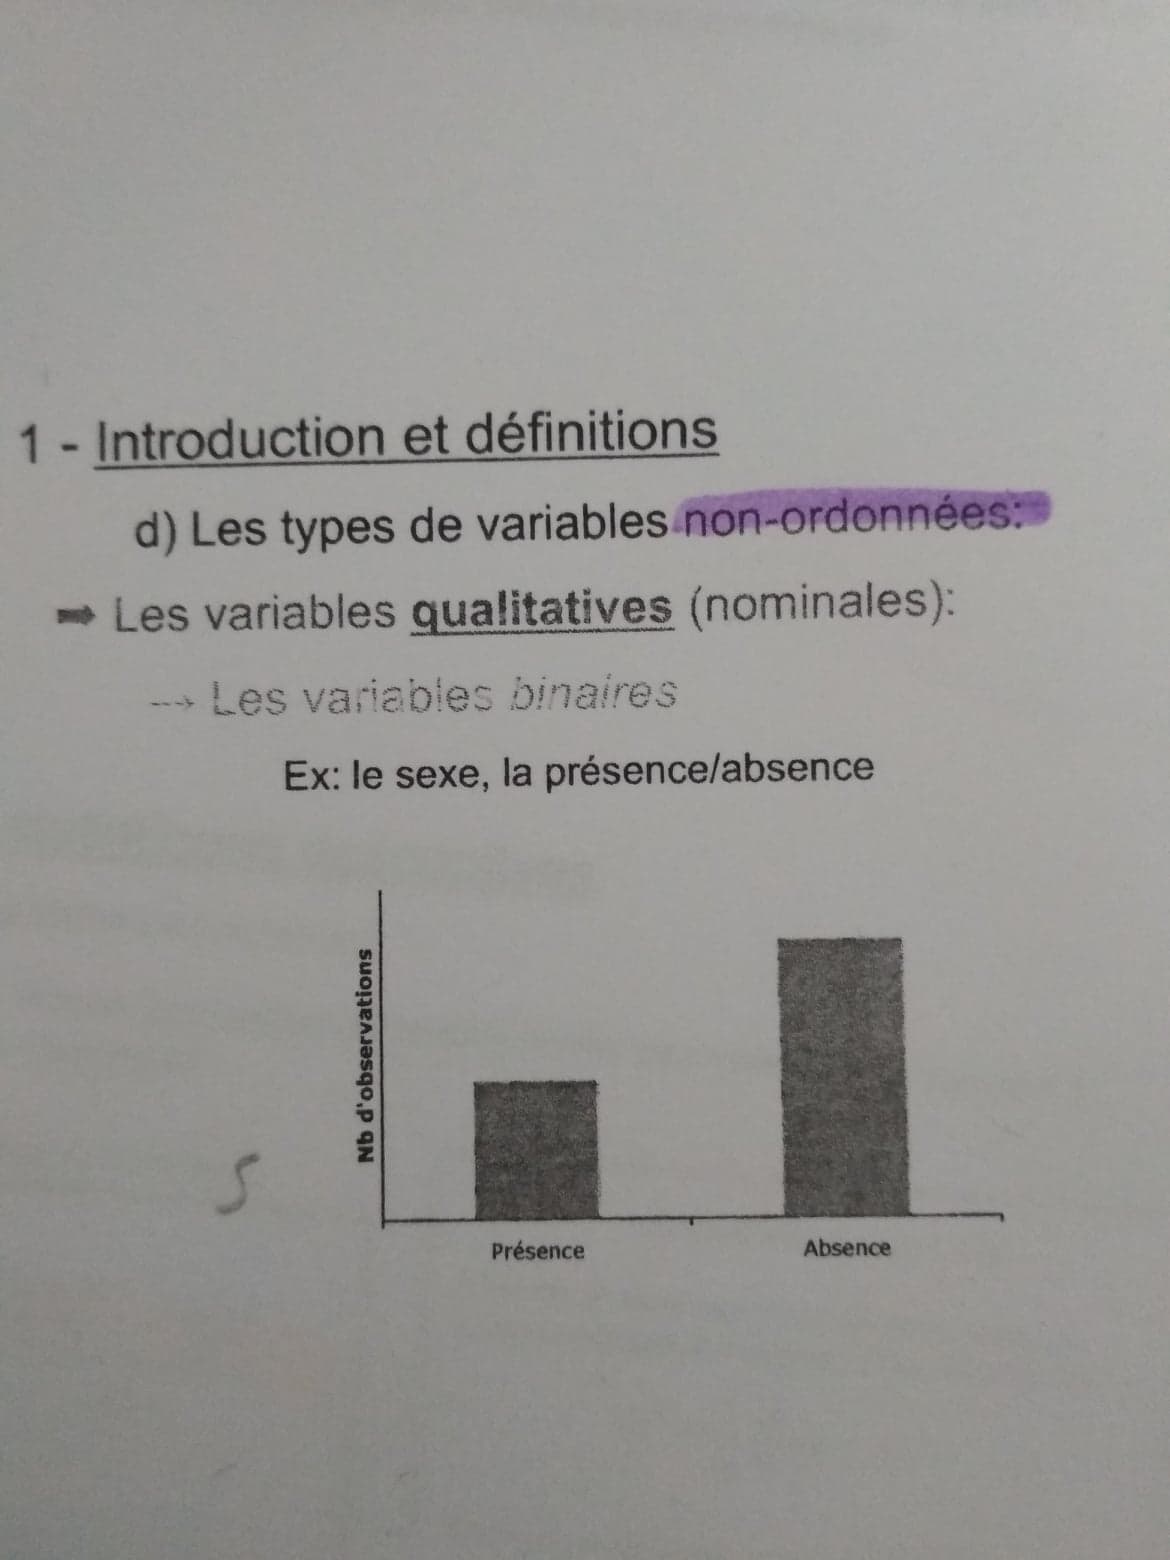 1 - Introduction et définitions
d) Les types de variables non-ordonnées:
➡ Les variables qualitatives (nominales):
--→ Les variables binaires
Ex: le sexe, la présence/absence
Nb d'observations
5
Présence
Absence